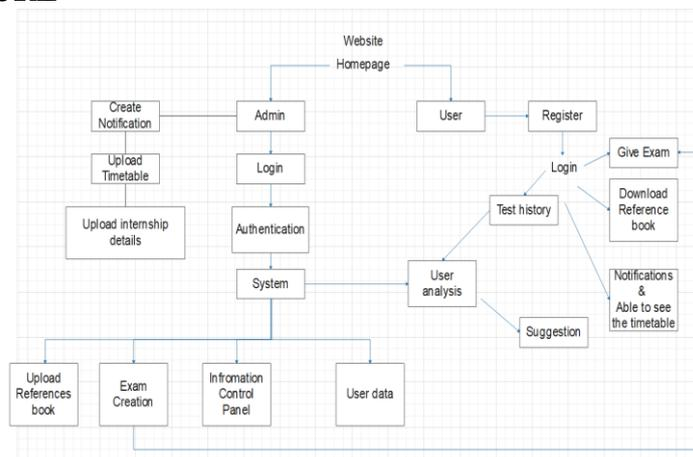 Website
Homepage
Create
Notification
Admin
User
Register
Upload
Timetable
Login
Login
Give Exam
Download
Reference
book
Upload internship
details
Authentication
Test history
System
User
analysis
Notifications
&
Able to see
the timetable
Suggestion
Upload
References
book
Exam
Creation
Infromation
Control
Panel
User data